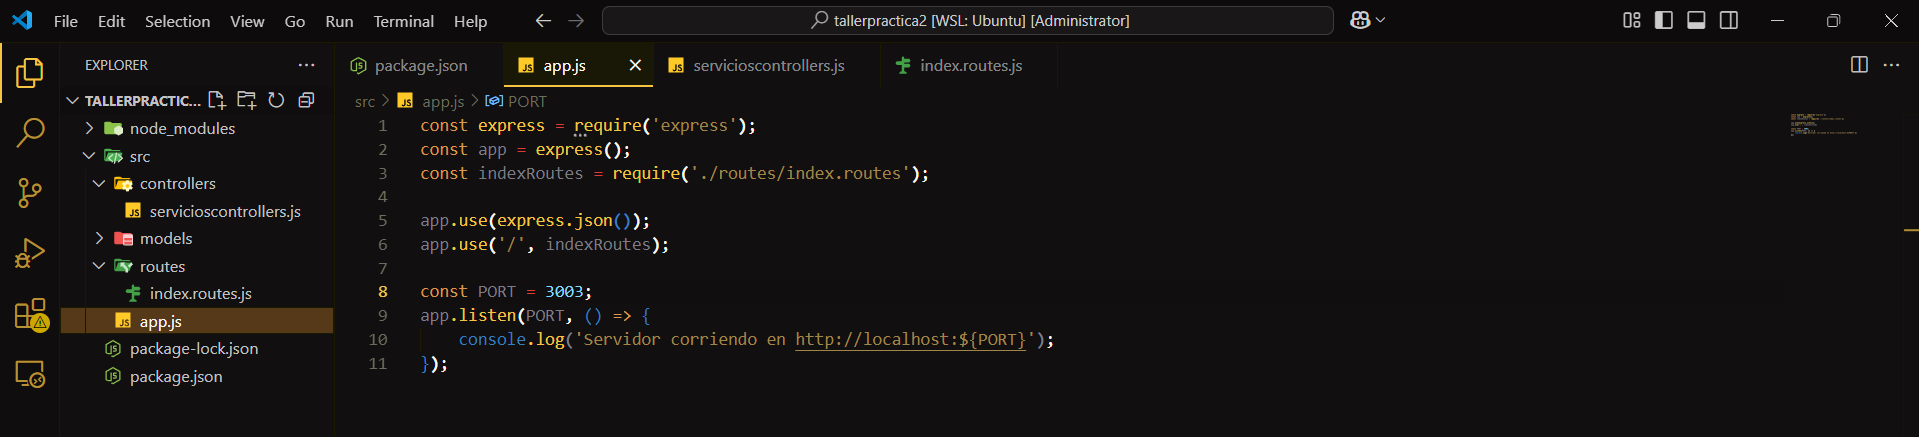 File Edit Selection View Go Run Terminal Help tallerpractica2 [WSL: Ubuntu] [Administrator]
EXPLORER
TALLERPRACTIC...
node_modules
src
controllers
servicioscontrollers.js
models
routes
index.routes.js
app.js
package-lock.json
package.json
package.json app.js servicioscontrollers.js index.routes.js
src > app.js > PORT
1 const express = require('express');
2 const app = express();
3 const indexRoutes = require('./routes/index.routes');
4
5 app.use(express.json());
6 app.use('/', indexRoutes);
7
8 const PORT = 3003;
9 app.listen(PORT, () => {
10 console.log('Servidor corriendo en http://localhost:${PORT}');
11 });